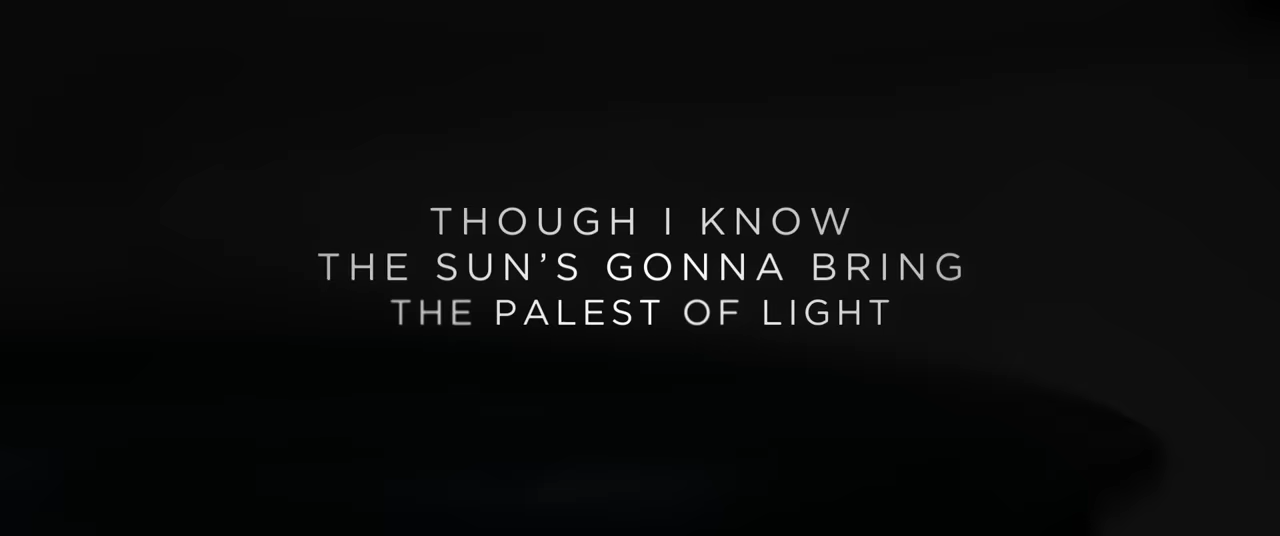 THOUGH I KNOW
THE SUN’S GONNA BRING
THE PALEST OF LIGHT